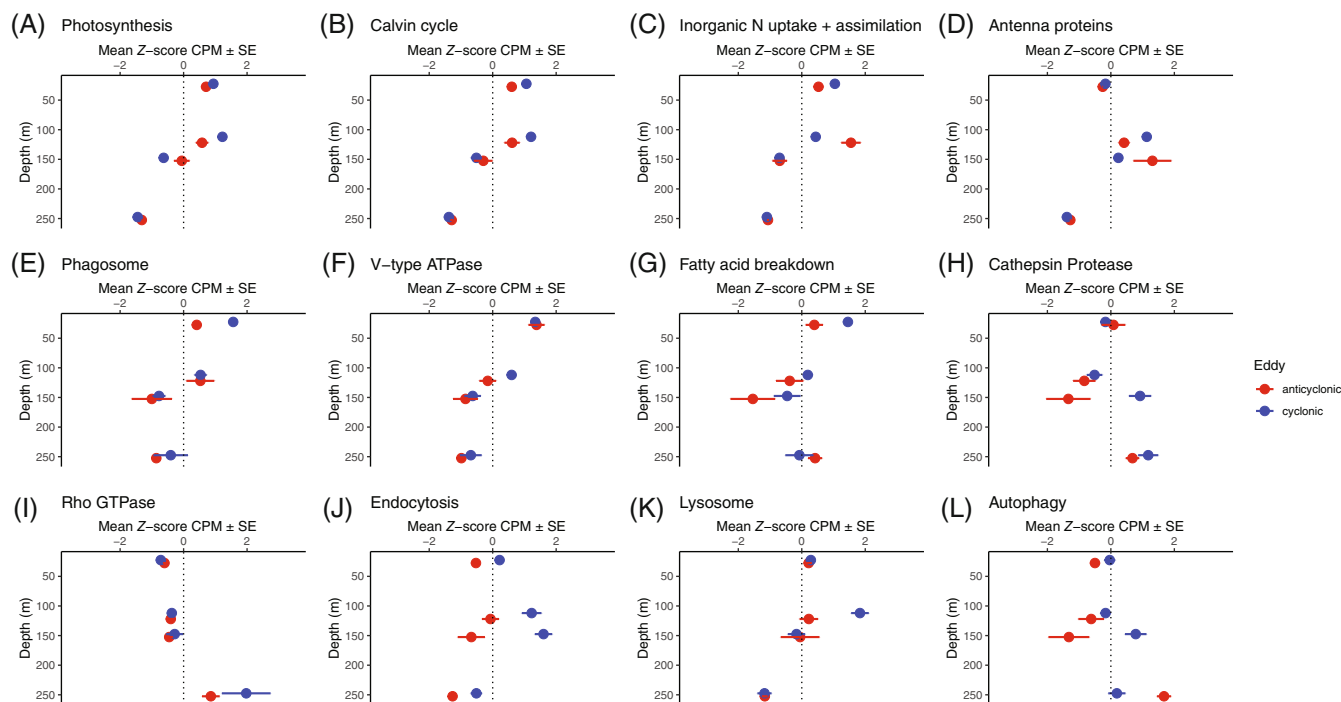 (A) Photosynthesis
Mean Z−score CPM ± SE
−2 0 2
Depth (m)
50
100
150
200
250
(B) Calvin cycle
Mean Z−score CPM ± SE
−2 0 2
Depth (m)
50
100
150
200
250
(C) Inorganic N uptake + assimilation
Mean Z−score CPM ± SE
−2 0 2
Depth (m)
50
100
150
200
250
(D) Antenna proteins
Mean Z−score CPM ± SE
−2 0 2
Depth (m)
50
100
150
200
250
(E) Phagosome
Mean Z−score CPM ± SE
−2 0 2
Depth (m)
50
100
150
200
250
(F) V−type ATPase
Mean Z−score CPM ± SE
−2 0 2
Depth (m)
50
100
150
200
250
(G) Fatty acid breakdown
Mean Z−score CPM ± SE
−2 0 2
Depth (m)
50
100
150
200
250
(H) Cathepsin Protease
Mean Z−score CPM ± SE
−2 0 2
Depth (m)
50
100
150
200
250
Eddy
anticyclonic
cyclonic
(I) Rho GTPase
Mean Z−score CPM ± SE
−2 0 2
Depth (m)
50
100
150
200
250
(J) Endocytosis
Mean Z−score CPM ± SE
−2 0 2
Depth (m)
50
100
150
200
250
(K) Lysosome
Mean Z−score CPM ± SE
−2 0 2
Depth (m)
50
100
150
200
250
(L) Autophagy
Mean Z−score CPM ± SE
−2 0 2
Depth (m)
50
100
150
200
250